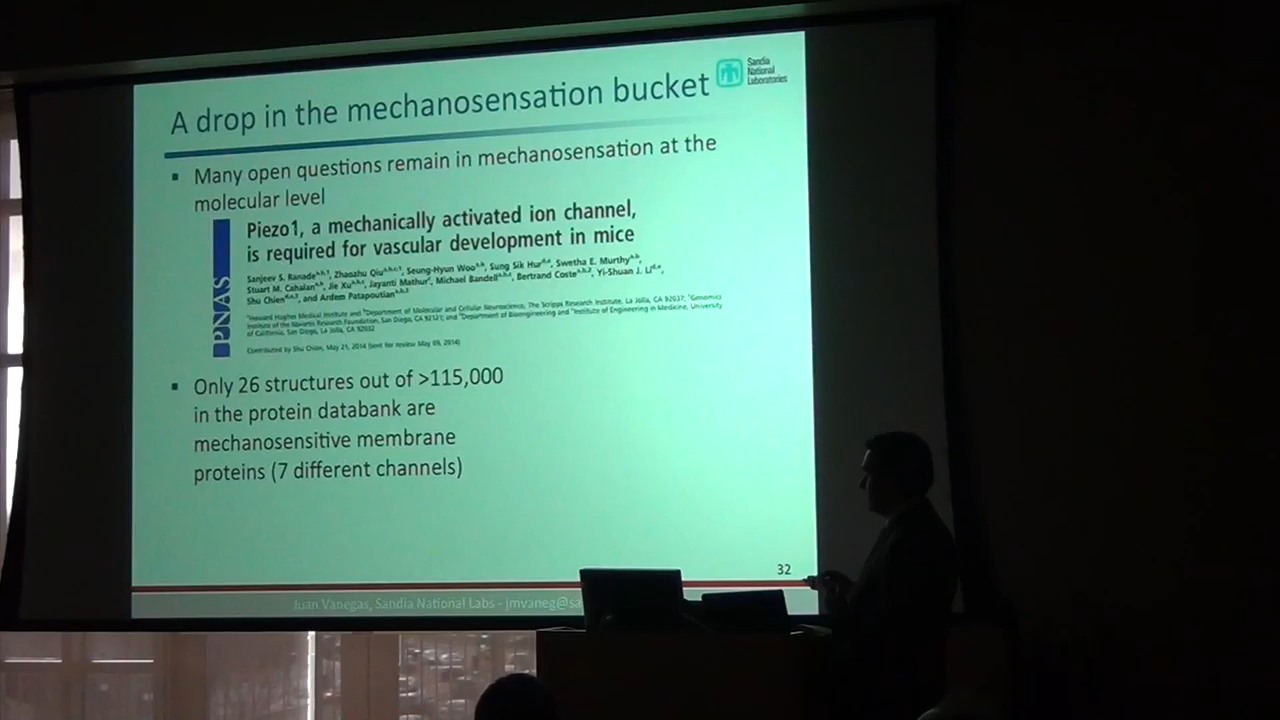 A drop in the mechanosensation bucket
Sandia
National
Laboratories
Many open questions remain in mechanosensation at the
molecular level
PNAS
Piezo1, a mechanically activated ion channel,
is required for vascular development in mice
Sanjeev S. Ranade, Zhaozhu Qiu, Seung-Hyun Woo, Sung Sik Hur, Swetha E. Murthy,
Stuart M. Cahalan, Jie Xu, Jayanti Mathur, Michael Bandell, Bertrand Coste, Yi-Shuan J. Li,
Shu Chien, and Ardem Patapoutian
Howard Hughes Medical Institute and Department of Molecular and Cellular Neuroscience, The Scripps Research Institute, La Jolla, CA 92037; Genomics
Institute of the Novartis Research Foundation, San Diego, CA 92121; and Department of Bioengineering and Institute of Engineering in Medicine, University
of California, San Diego, La Jolla, CA 92032
Contributed by Shu Chien, May 21, 2014 (sent for review May 09, 2014)
Only 26 structures out of >115,000
in the protein databank are
mechanosensitive membrane
proteins (7 different channels)
32
Juan Vanegas, Sandia National Labs - jmvaneg@sa